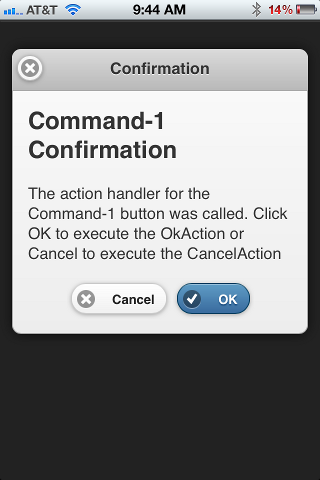 AT&T 9:44 AM 14%
Confirmation
Command-1
Confirmation
The action handler for the
Command-1 button was called. Click
OK to execute the OkAction or
Cancel to execute the CancelAction
Cancel OK